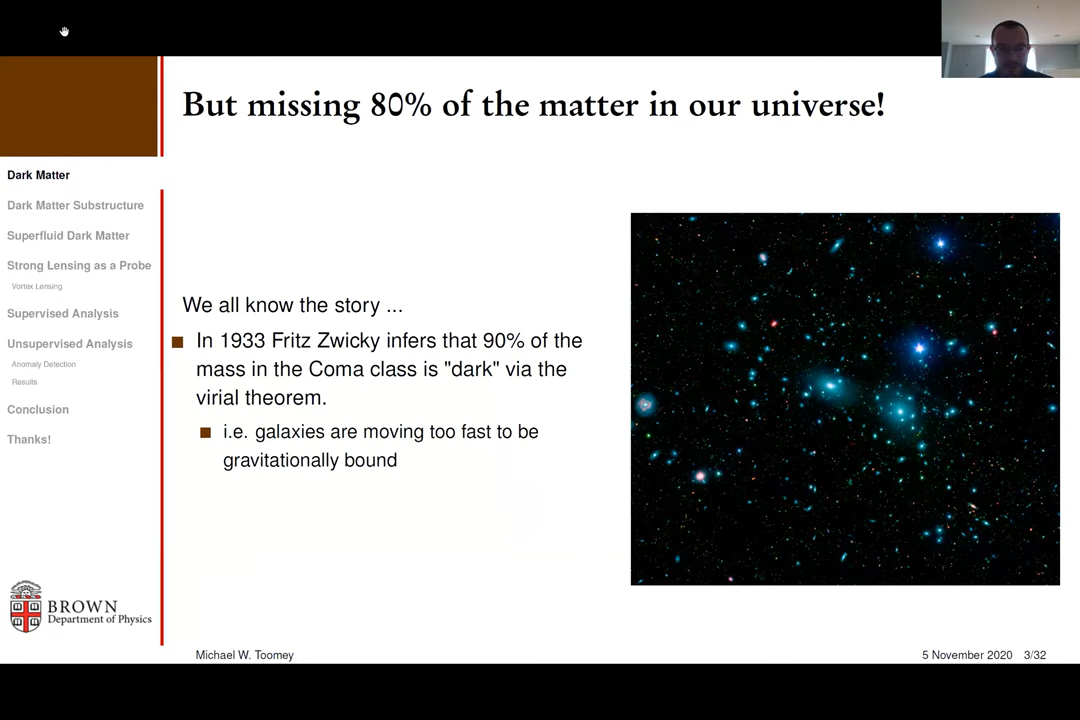 But missing 80% of the matter in our universe!
Dark Matter
Dark Matter Substructure
Superfluid Dark Matter
Strong Lensing as a Probe
Vortex Lensing
Supervised Analysis
Unsupervised Analysis
Anomaly Detection
Results
Conclusion
Thanks!
We all know the story ...
In 1933 Fritz Zwicky infers that 90% of the
mass in the Coma class is "dark" via the
virial theorem.
i.e. galaxies are moving too fast to be
gravitationally bound
BROWN
Department of Physics
Michael W. Toomey
5 November 2020 3/32